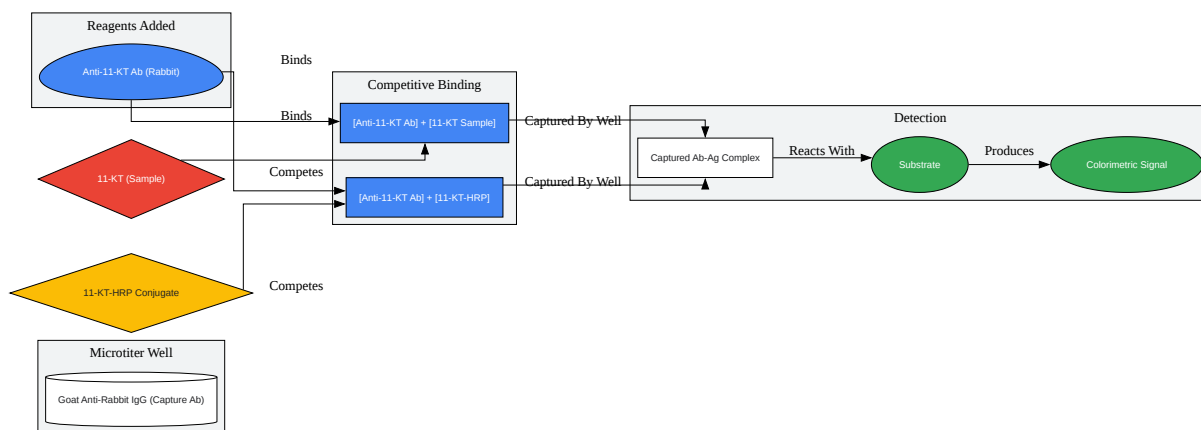 Reagents Added
Anti-11-KT Ab (Rabbit)
Binds
Binds
11-KT (Sample)
Competes
11-KT-HRP Conjugate
Competes
Microtiter Well
Goat Anti-Rabbit IgG (Capture Ab)
Competitive Binding
[Anti-11-KT Ab] + [11-KT Sample]
[Anti-11-KT Ab] + [11-KT-HRP]
Captured By Well
Captured By Well
Detection
Captured Ab-Ag Complex
Reacts With
Substrate
Produces
Colorimetric Signal